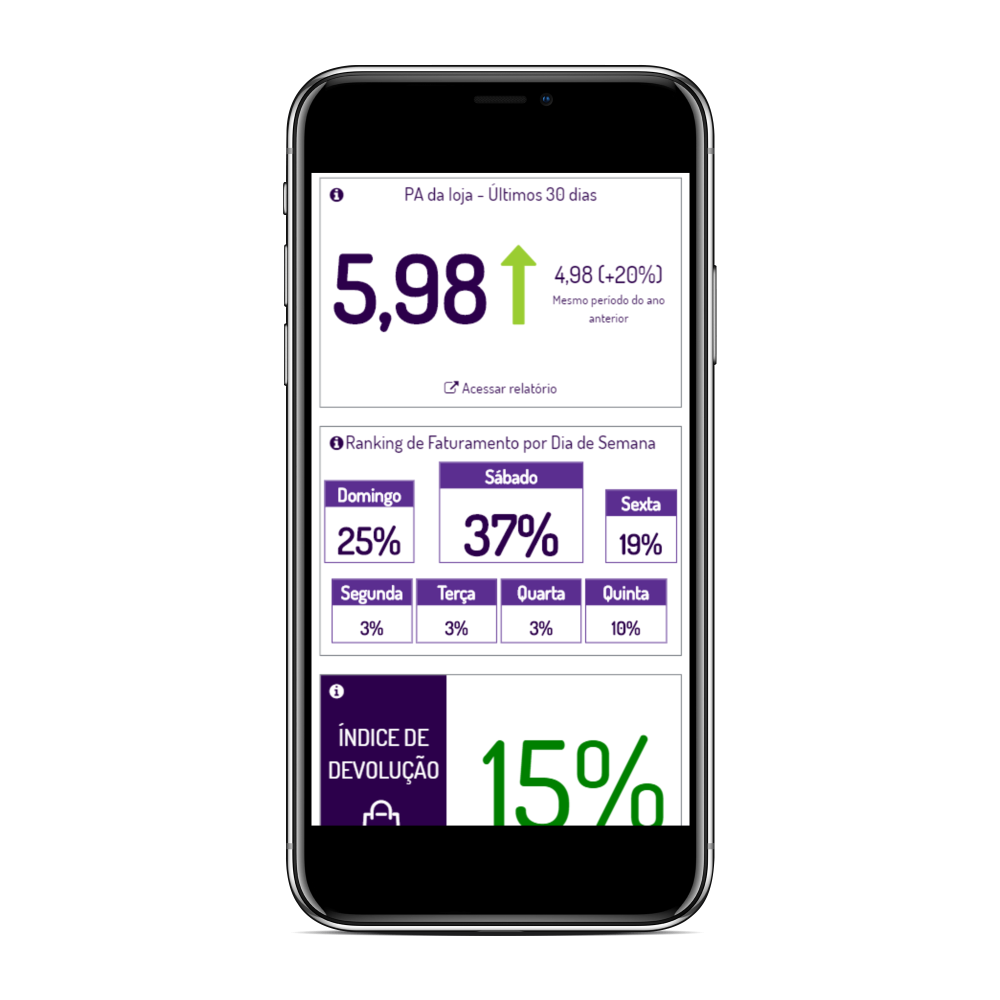 PA da loja - Últimos 30 dias
5,98
4,98 (+20%)
Mesmo período do ano
anterior
Acessar relatório
Ranking de Faturamento por Dia de Semana
Sábado
Domingo
Sexta
37%
25%
19%
Segunda Terça Quarta Quinta
3% 3% 3% 10%
ÍNDICE DE
DEVOLUÇÃO
15%